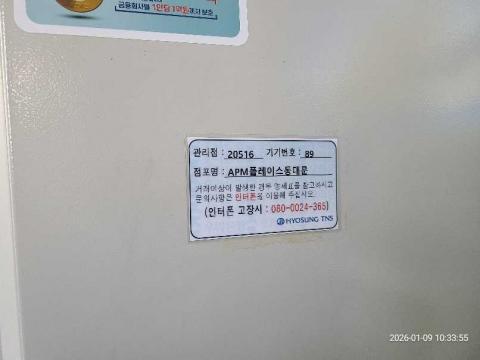 금융회사별 1인당 1억원까지 보호
관리점 : 20516 기기번호 : 89
점포명 : APM플레이스동대문
거래이상이 발생한 경우 명세표를 참고하시고
문의사항은 인터폰을 이용해 주십시오.
(인터폰 고장시 : 080-0024-365)
HYOSUNG TNS
2026-01-09 10:33:55